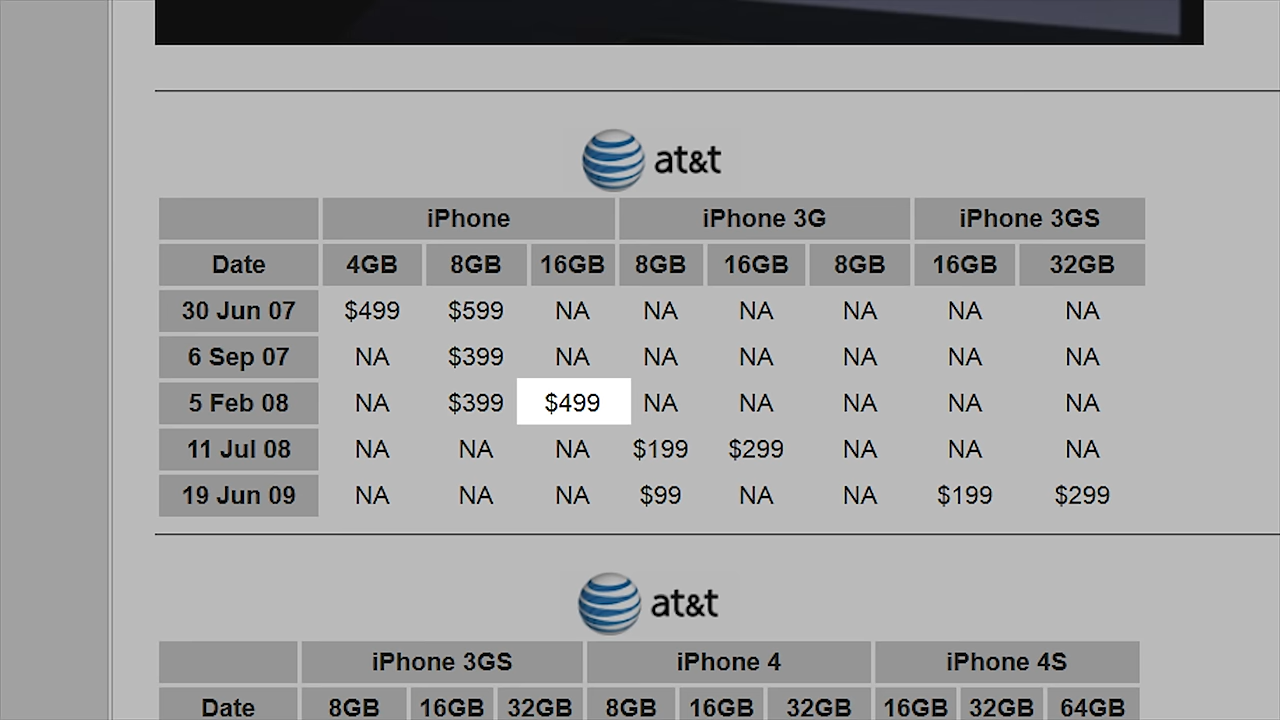 at&t
iPhone iPhone 3G iPhone 3GS
Date 4GB 8GB 16GB 8GB 16GB 8GB 16GB 32GB
30 Jun 07 $499 $599 NA NA NA NA NA NA
6 Sep 07 NA $399 NA NA NA NA NA NA
5 Feb 08 NA $399 $499 NA NA NA NA NA
11 Jul 08 NA NA NA $199 $299 NA NA NA
19 Jun 09 NA NA NA $99 NA NA $199 $299
at&t
iPhone 3GS iPhone 4 iPhone 4S
Date 8GB 16GB 32GB 8GB 16GB 32GB 16GB 32GB 64GB